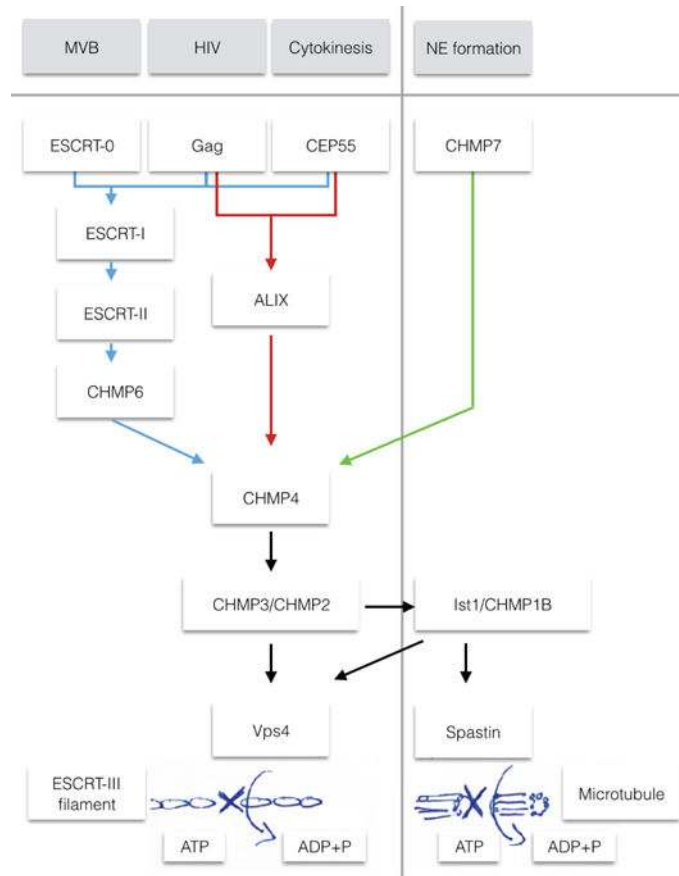 MVB
HIV
Cytokinesis
NE formation
ESCRT-0
Gag
CEP55
CHMP7
ESCRT-I
ESCRT-II
ALIX
CHMP6
CHMP4
CHMP3/CHMP2
Ist1/CHMP1B
Vps4
Spastin
ESCRT-III
filament
Microtubule
ATP
ADP+P
ATP
ADP+P